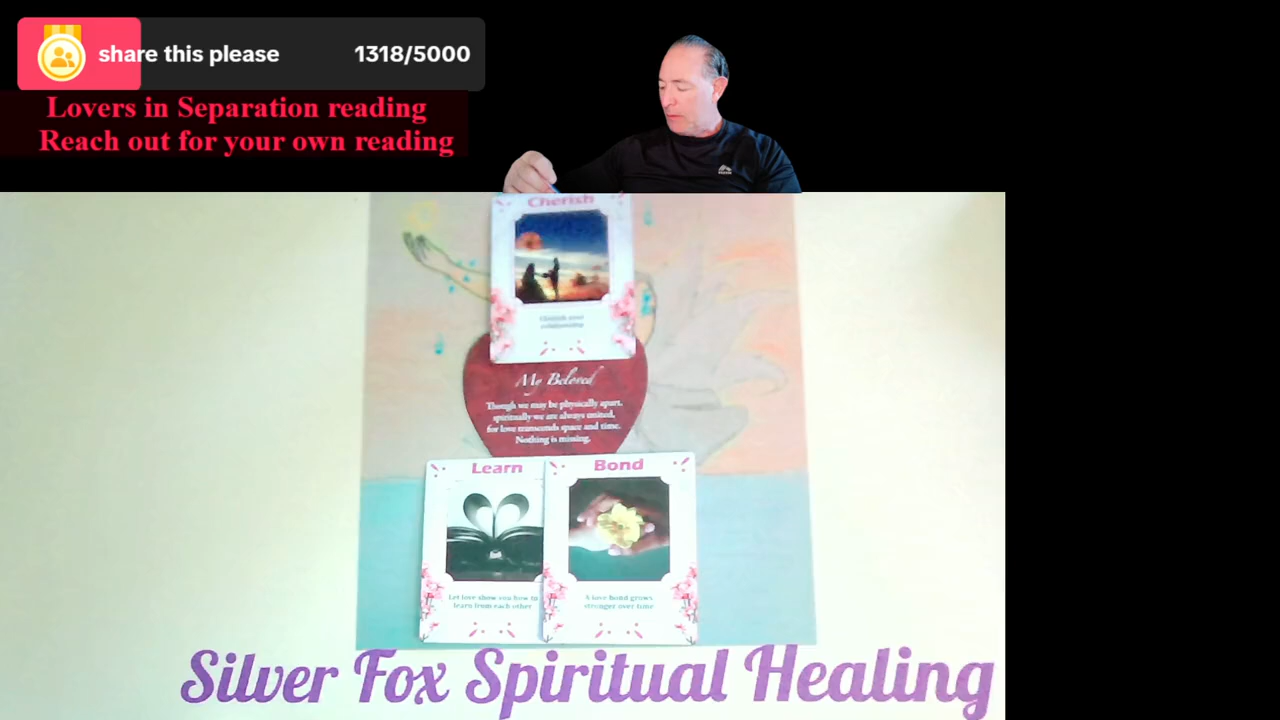 share this please 1318/5000
Lovers in Separation reading
Reach out for your own reading
Cherish
Cherish your
relationship
My Beloved
Though we may be physically apart,
spiritually we are always united,
for love transcends space and time.
Nothing is missing.
Learn
Let love show you how to
learn from each other
Bond
A love bond grows
stronger over time
Silver Fox Spiritual Healing